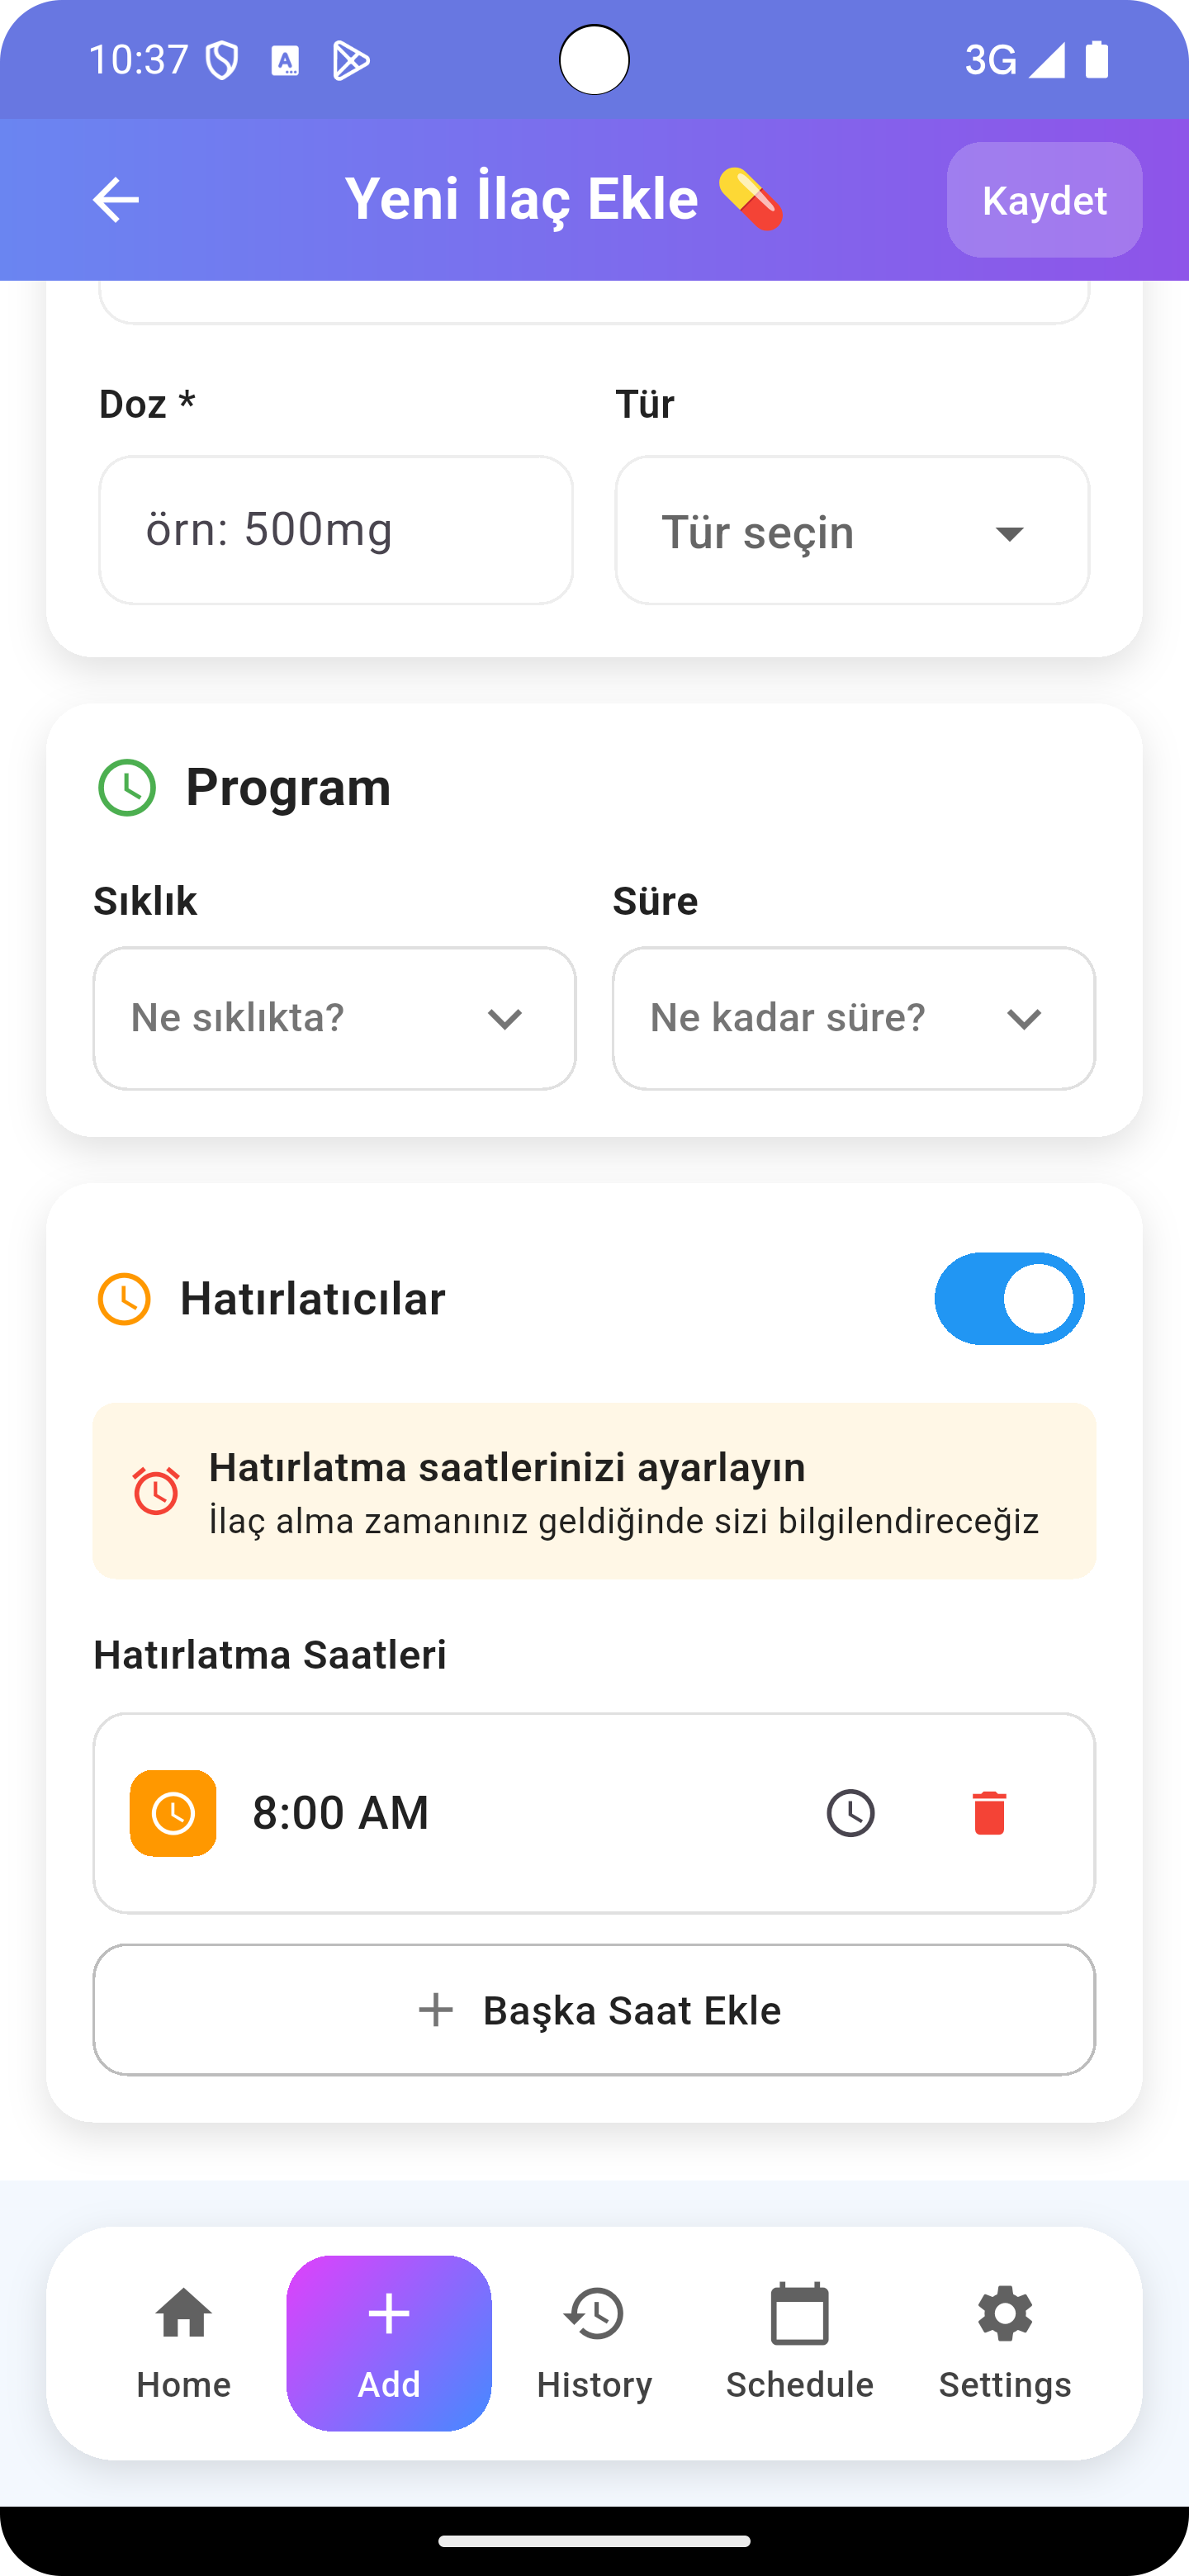 10:37
3G
Yeni İlaç Ekle
Kaydet
Doz *
Tür
örn: 500mg
Tür seçin
Program
Sıklık
Süre
Ne sıklıkta?
Ne kadar süre?
Hatırlatıcılar
Hatırlatma saatlerinizi ayarlayın
İlaç alma zamanınız geldiğinde sizi bilgilendireceğiz
Hatırlatma Saatleri
8:00 AM
Başka Saat Ekle
Home
Add
History
Schedule
Settings